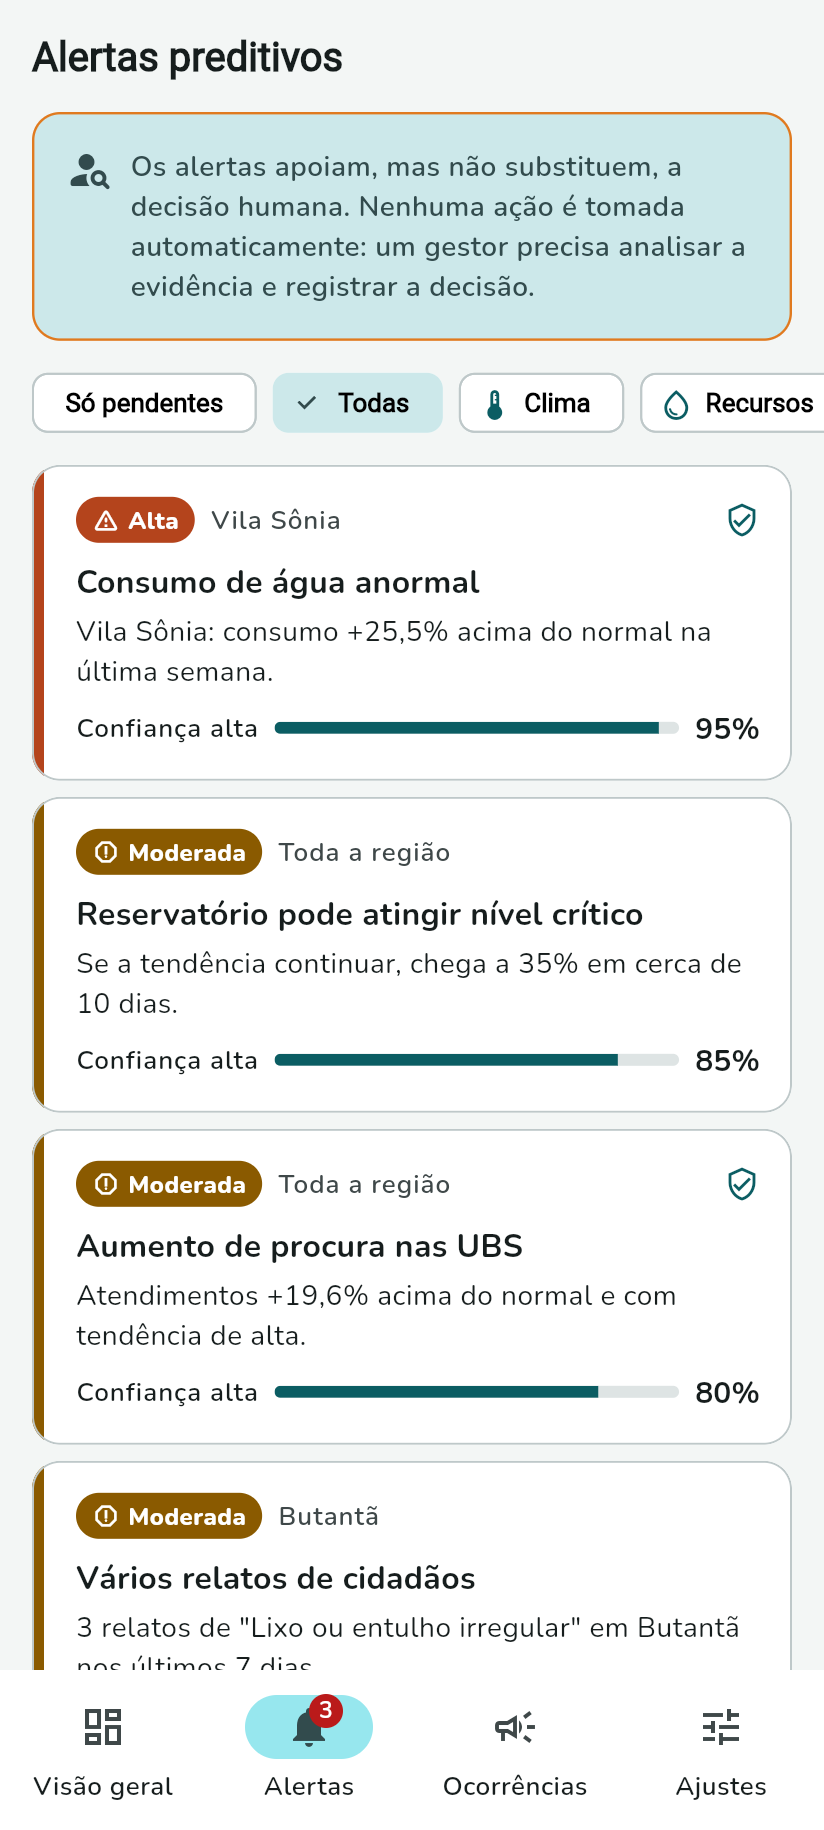 Alertas preditivos
Os alertas apoiam, mas não substituem, a
decisão humana. Nenhuma ação é tomada
automaticamente: um gestor precisa analisar a
evidência e registrar a decisão.
Só pendentes
Todas
Clima
Recursos
Alta
Vila Sônia
Consumo de água anormal
Vila Sônia: consumo +25,5% acima do normal na
última semana.
Confiança alta
95%
Moderada
Toda a região
Reservatório pode atingir nível crítico
Se a tendência continuar, chega a 35% em cerca de
10 dias.
Confiança alta
85%
Moderada
Toda a região
Aumento de procura nas UBS
Atendimentos +19,6% acima do normal e com
tendência de alta.
Confiança alta
80%
Moderada
Butantã
Vários relatos de cidadãos
3 relatos de "Lixo ou entulho irregular" em Butantã
nos últimos 7 dias
3
Visão geral
Alertas
Ocorrências
Ajustes